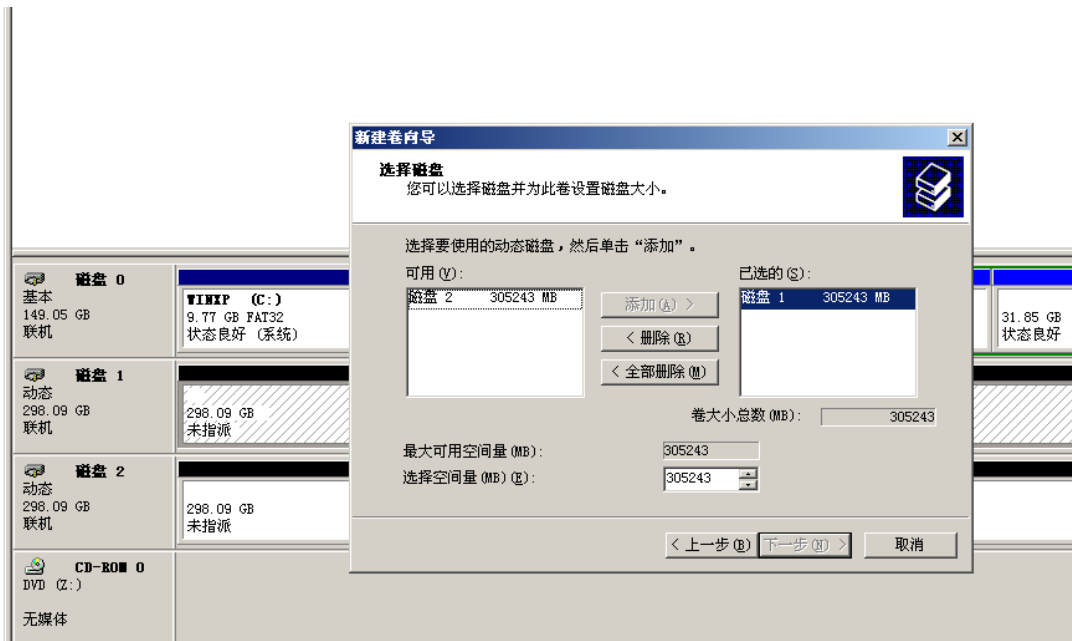 新建卷向导
选择磁盘
您可以选择磁盘并为此卷设置磁盘大小。
选择要使用的动态磁盘，然后单击“添加”。
可用(V):
已选的(S):
磁盘 2 305243 MB
添加(A) >
磁盘 1 305243 MB
< 删除(R)
< 全部删除(M)
卷大小总数(MB): 305243
最大可用空间量(MB): 305243
选择空间量(MB)(E): 305243
< 上一步(B)
下一步(N) >
取消
磁盘 0
基本
149.05 GB
联机
WINXP (C:)
9.77 GB FAT32
状态良好 (系统)
31.85 GB
状态良好
磁盘 1
动态
298.09 GB
联机
298.09 GB
未指派
磁盘 2
动态
298.09 GB
联机
298.09 GB
未指派
CD-ROM 0
DVD (Z:)
无媒体